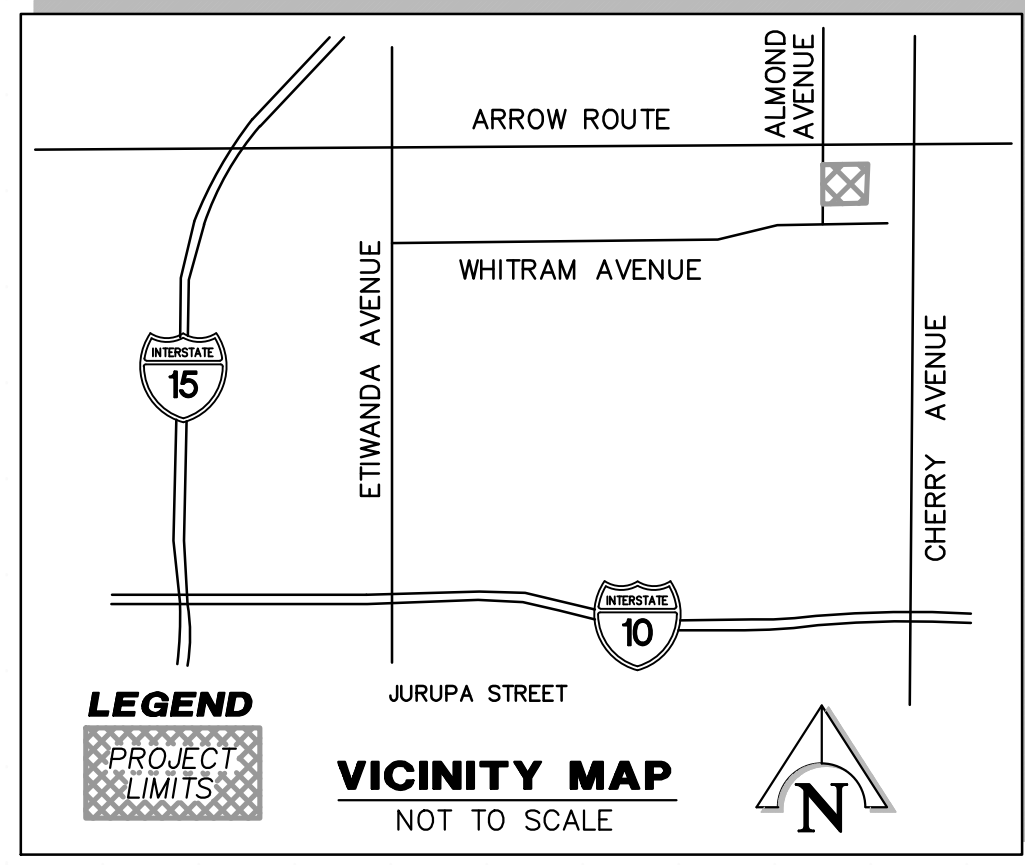 ALMOND
AVENUE
ARROW ROUTE
WHITRAM AVENUE
ETIWANDA AVENUE
CHERRY AVENUE
INTERSTATE
15
INTERSTATE
10
JURUPA STREET
LEGEND
PROJECT
LIMITS
VICINITY MAP
NOT TO SCALE
N